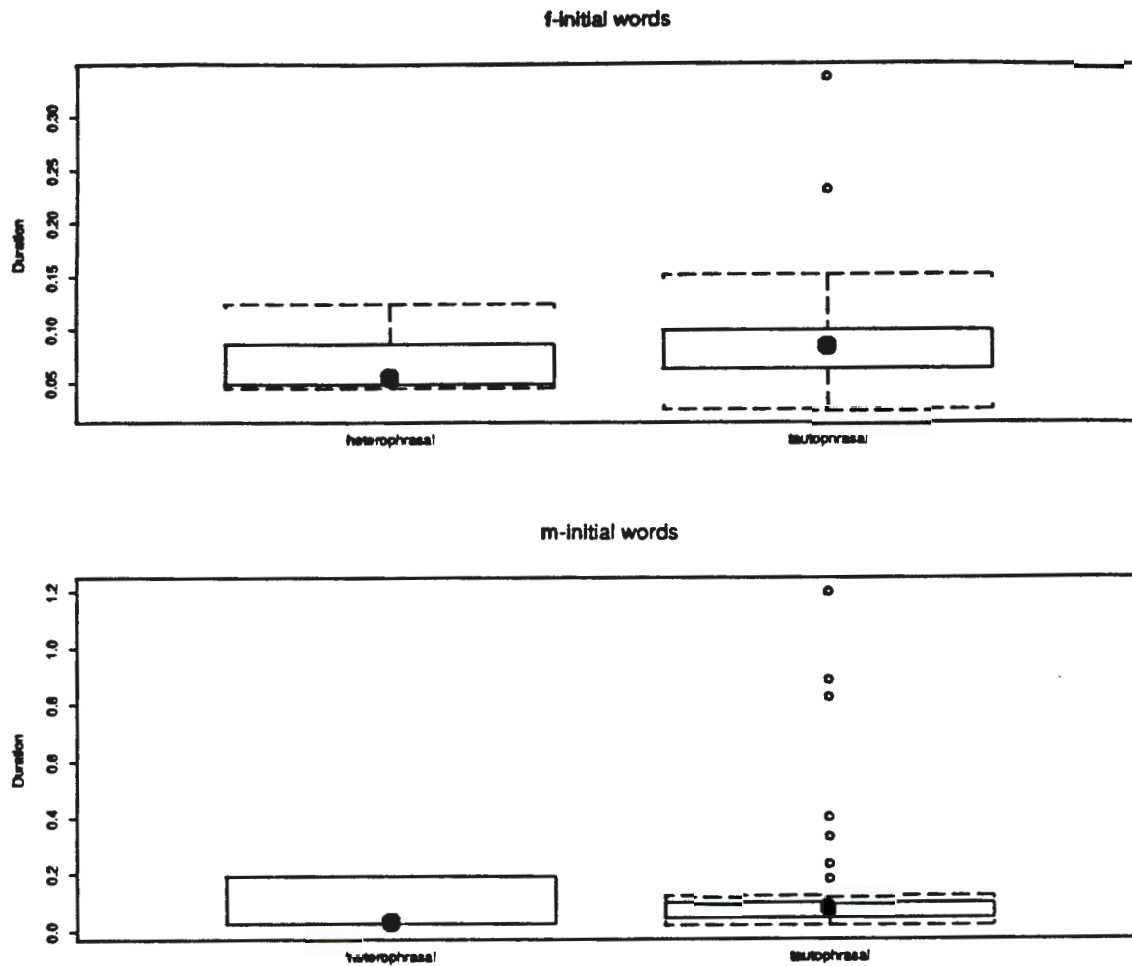 f-initial words
0.30
0.25
0.20
0.15
0.10
0.05
Duration
heterophrasal
tautophrasal
m-initial words
1.2
1.0
0.8
0.6
0.4
0.2
0.0
Duration
heterophrasal
tautophrasal